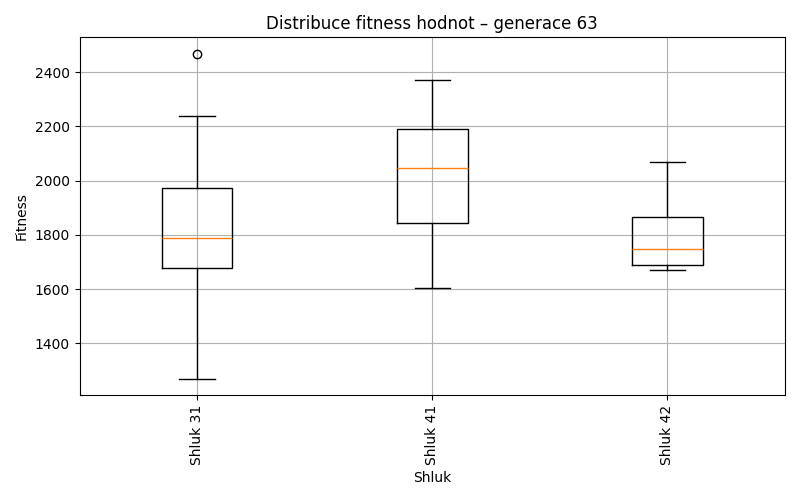 Distribuce fitness hodnot – generace 63
Fitness
2400
2200
2000
1800
1600
1400
Shluk 31
Shluk 41
Shluk 42
Shluk